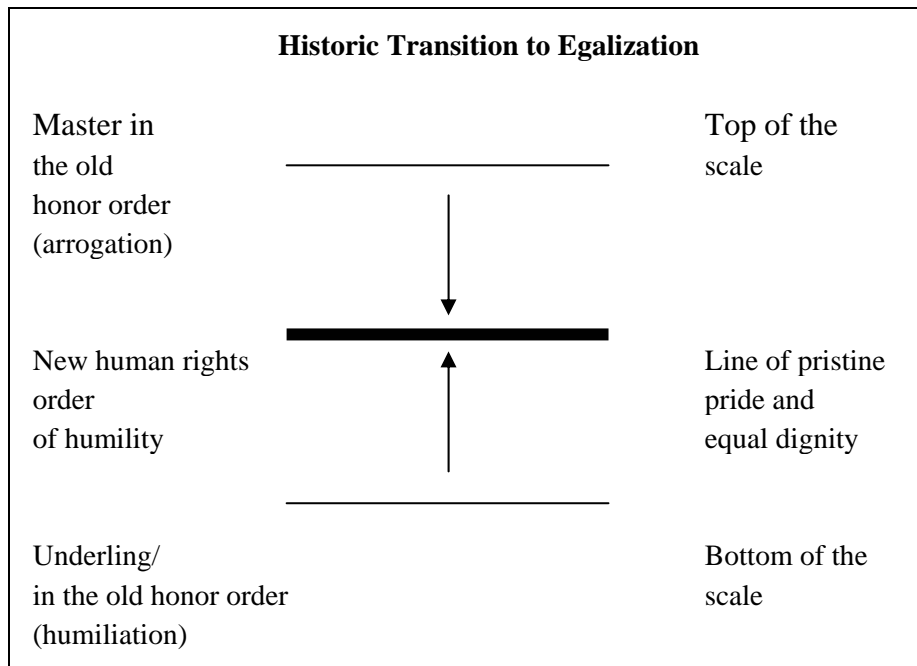 Historic Transition to Egalization
Master in
the old
honor order
(arrogation)
Top of the
scale
New human rights
order
of humility
Line of pristine
pride and
equal dignity
Underling/
in the old honor order
(humiliation)
Bottom of the
scale